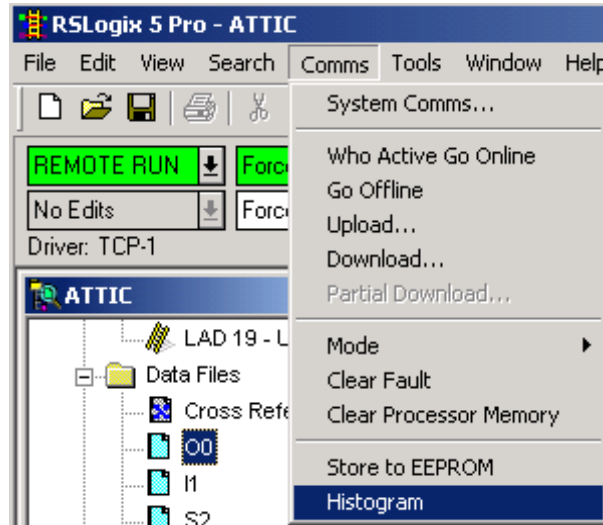 RSLogix 5 Pro - ATTIC
File Edit View Search Comms Tools Window Help
System Comms...
Who Active Go Online
Go Offline
Upload...
Download...
Partial Download...
Mode
Clear Fault
Clear Processor Memory
Store to EEPROM
Histogram
REMOTE RUN
No Edits
Driver: TCP-1
ATTIC
LAD 19 - L
Data Files
Cross Refe
O0
I1
S2